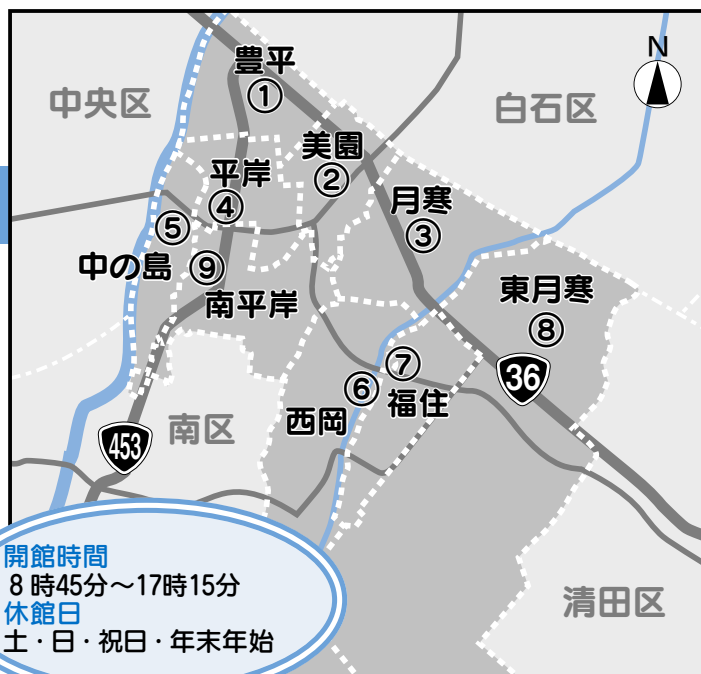 豊平
①
中央区
N
白石区
美園
②
平岸
④
月寒
③
⑤
中の島
⑨
南平岸
東月寒
⑧
⑦
福住
36
⑥
西岡
南区
453
開館時間
8時45分～17時15分
休館日
土・日・祝日・年末年始
清田区